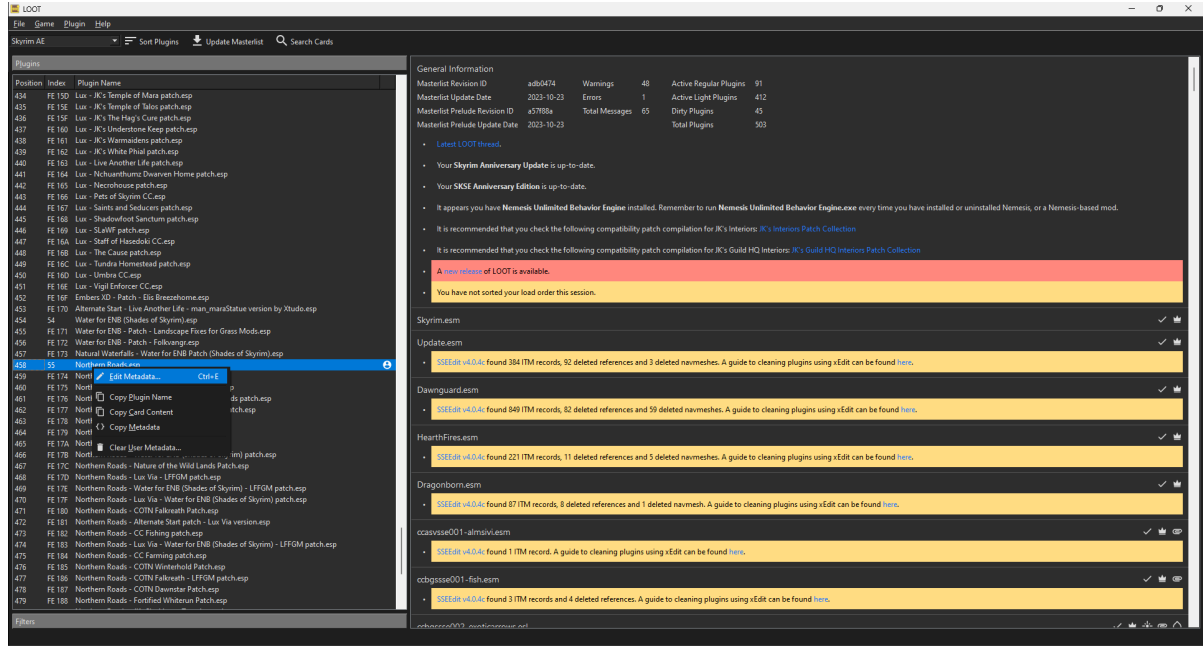 LOOT
File Game Plugin Help
Skyrim AE Sort Plugins Update Masterlist Search Cards
Plugins
Position Index Plugin Name
434 FE 15D Lux - JK's Temple of Mara patch.esp
435 FE 15E Lux - JK's Temple of Talos patch.esp
436 FE 15F Lux - JK's The Hag's Cure patch.esp
437 FE 160 Lux - JK's Understone Keep patch.esp
438 FE 161 Lux - JK's Warmaidens patch.esp
439 FE 162 Lux - JK's White Phial patch.esp
440 FE 163 Lux - Live Another Life patch.esp
441 FE 164 Lux - Nchuanthumz Dwarven Home patch.esp
442 FE 165 Lux - Necrohouse patch.esp
443 FE 166 Lux - Pets of Skyrim CC.esp
444 FE 167 Lux - Saints and Seducers patch.esp
445 FE 168 Lux - Shadowfoot Sanctum patch.esp
446 FE 169 Lux - SLaWF patch.esp
447 FE 16A Lux - Staff of Hasedoki CC.esp
448 FE 16B Lux - The Cause patch.esp
449 FE 16C Lux - Tundra Homestead patch.esp
450 FE 16D Lux - Umbra CC.esp
451 FE 16E Lux - Vigil Enforcer CC.esp
452 FE 16F Embers XD - Patch - Elis Breezehome.esp
453 FE 170 Alternate Start - Live Another Life - man_maraStatue version by Xtudo.esp
454 54 Water for ENB (Shades of Skyrim).esp
455 FE 171 Water for ENB - Patch - Landscape Fixes for Grass Mods.esp
456 FE 172 Water for ENB - Patch - Folkvangr.esp
457 FE 173 Natural Waterfalls - Water for ENB Patch (Shades of Skyrim).esp
458 55 Northern Roads.esp
459 FE 174 Nort
460 FE 175 Nort p
461 FE 176 Nort ds patch.esp
462 FE 177 Nort tch.esp
463 FE 178 Nort
464 FE 179 Nort
465 FE 17A Nort
466 FE 17B im) patch.esp
467 FE 17C Northern Roads - Nature of the Wild Lands Patch.esp
468 FE 17D Northern Roads - Lux Via - LFFGM patch.esp
469 FE 17E Northern Roads - Water for ENB (Shades of Skyrim) - LFFGM patch.esp
470 FE 17F Northern Roads - Lux Via - Water for ENB (Shades of Skyrim) patch.esp
471 FE 180 Northern Roads - COTN Falkreath Patch.esp
472 FE 181 Northern Roads - Alternate Start patch - Lux Via version.esp
473 FE 182 Northern Roads - CC Fishing patch.esp
474 FE 183 Northern Roads - Lux Via - Water for ENB (Shades of Skyrim) - LFFGM patch.esp
475 FE 184 Northern Roads - CC Farming patch.esp
476 FE 185 Northern Roads - COTN Winterhold Patch.esp
477 FE 186 Northern Roads - COTN Falkreath - LFFGM patch.esp
478 FE 187 Northern Roads - COTN Dawnstar Patch.esp
479 FE 188 Northern Roads - Fortified Whiterun Patch.esp
Filters
Edit Metadata... Ctrl+E
Copy Plugin Name
Copy Card Content
Copy Metadata
Clear User Metadata...
General Information
Masterlist Revision ID adb0474 Warnings 48 Active Regular Plugins 91
Masterlist Update Date 2023-10-23 Errors 1 Active Light Plugins 412
Masterlist Prelude Revision ID a57f88a Total Messages 65 Dirty Plugins 45
Masterlist Prelude Update Date 2023-10-23 Total Plugins 503
• Latest LOOT thread.
• Your Skyrim Anniversary Update is up-to-date.
• Your SKSE Anniversary Edition is up-to-date.
• It appears you have Nemesis Unlimited Behavior Engine installed. Remember to run Nemesis Unlimited Behavior Engine.exe every time you have installed or uninstalled Nemesis, or a Nemesis-based mod.
• It is recommended that you check the following compatibility patch compilation for JK's Interiors: JK's Interiors Patch Collection
• It is recommended that you check the following compatibility patch compilation for JK's Guild HQ Interiors: JK's Guild HQ Interiors Patch Collection
• A new release of LOOT is available.
• You have not sorted your load order this session.
Skyrim.esm
Update.esm
• SSEEdit v4.0.4c found 384 ITM records, 92 deleted references and 3 deleted navmeshes. A guide to cleaning plugins using xEdit can be found here.
Dawnguard.esm
• SSEEdit v4.0.4c found 849 ITM records, 82 deleted references and 59 deleted navmeshes. A guide to cleaning plugins using xEdit can be found here.
HearthFires.esm
• SSEEdit v4.0.4c found 221 ITM records, 11 deleted references and 5 deleted navmeshes. A guide to cleaning plugins using xEdit can be found here.
Dragonborn.esm
• SSEEdit v4.0.4c found 87 ITM records, 8 deleted references and 1 deleted navmesh. A guide to cleaning plugins using xEdit can be found here.
ccasvsse001-almsivi.esm
• SSEEdit v4.0.4c found 1 ITM record. A guide to cleaning plugins using xEdit can be found here.
ccbgssse001-fish.esm
• SSEEdit v4.0.4c found 3 ITM records and 4 deleted references. A guide to cleaning plugins using xEdit can be found here.
ccbgssse002-exoticarrows.esl